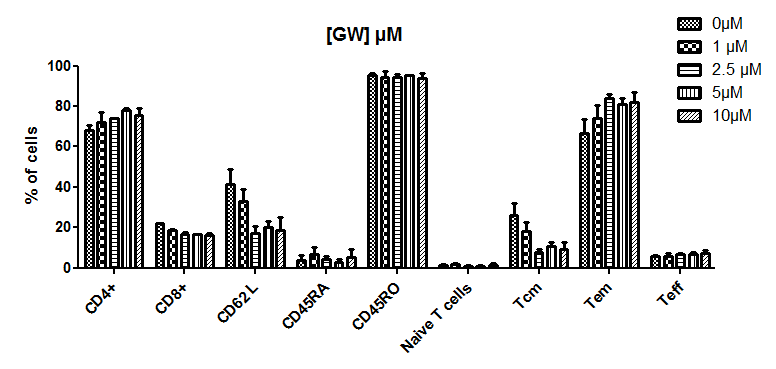 [GW] µM
0µM
1 µM
2.5 µM
5µM
10µM
% of cells
100
80
60
40
20
0
CD4+
CD8+
CD62 L
CD45RA
CD45RO
Naive T cells
Tcm
Tem
Teff